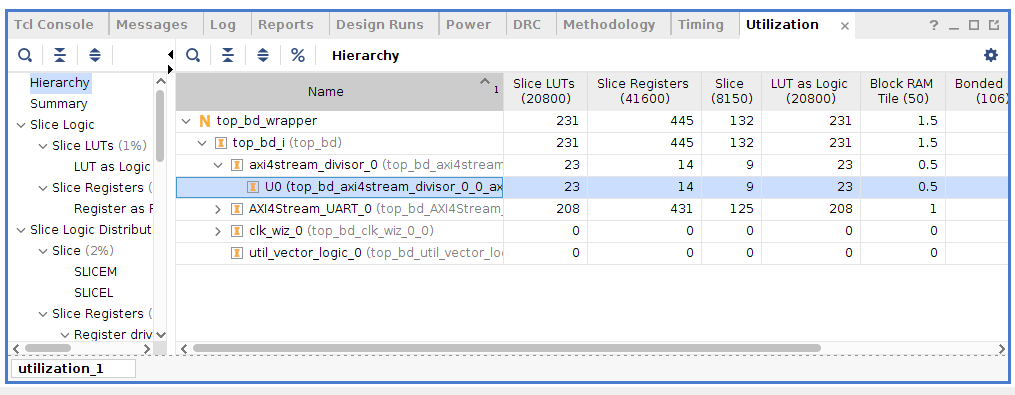 Tcl Console Messages Log Reports Design Runs Power DRC Methodology Timing Utilization × ?
Hierarchy
Hierarchy
Summary
Slice Logic
Slice LUTs (1%)
LUT as Logic
Slice Registers (
Register as F
Slice Logic Distribut
Slice (2%)
SLICEM
SLICEL
Slice Registers (
Register driv
Name 1 Slice LUTs (20800) Slice Registers (41600) Slice (8150) LUT as Logic (20800) Block RAM Tile (50) Bonded (106)
top_bd_wrapper 231 445 132 231 1.5
top_bd_i (top_bd) 231 445 132 231 1.5
axi4stream_divisor_0 (top_bd_axi4stream 23 14 9 23 0.5
U0 (top_bd_axi4stream_divisor_0_0_ax 23 14 9 23 0.5
AXI4Stream_UART_0 (top_bd_AXI4Stream_ 208 431 125 208 1
clk_wiz_0 (top_bd_clk_wiz_0_0) 0 0 0 0 0
util_vector_logic_0 (top_bd_util_vector_lo 0 0 0 0 0
utilization_1